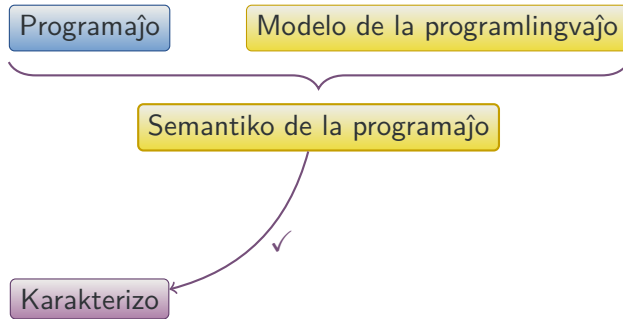 Programaĵo
Modelo de la programlingvaĵo
Semantiko de la programaĵo
✓
Karakterizo